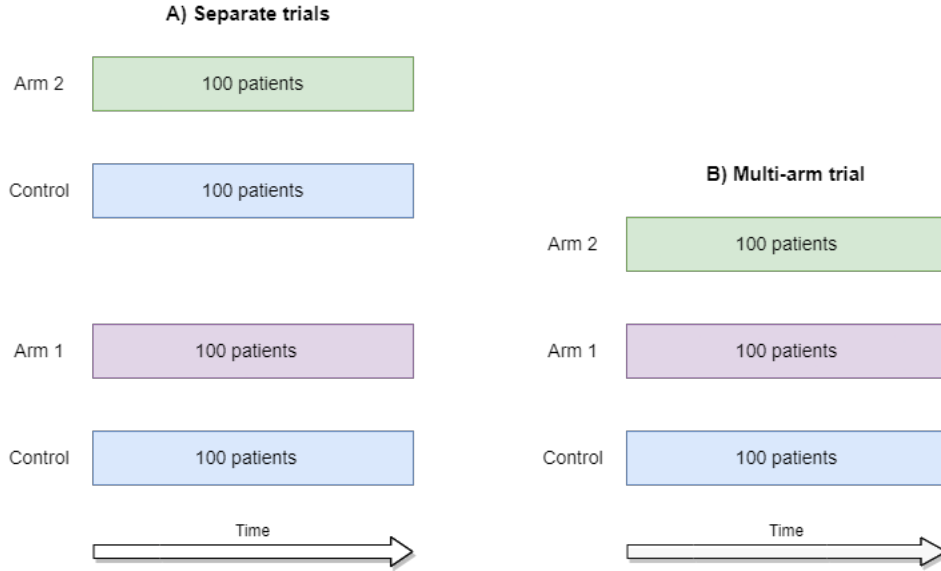 A) Separate trials
Arm 2
100 patients
Control
100 patients
Arm 1
100 patients
Control
100 patients
Time
B) Multi-arm trial
Arm 2
100 patients
Arm 1
100 patients
Control
100 patients
Time